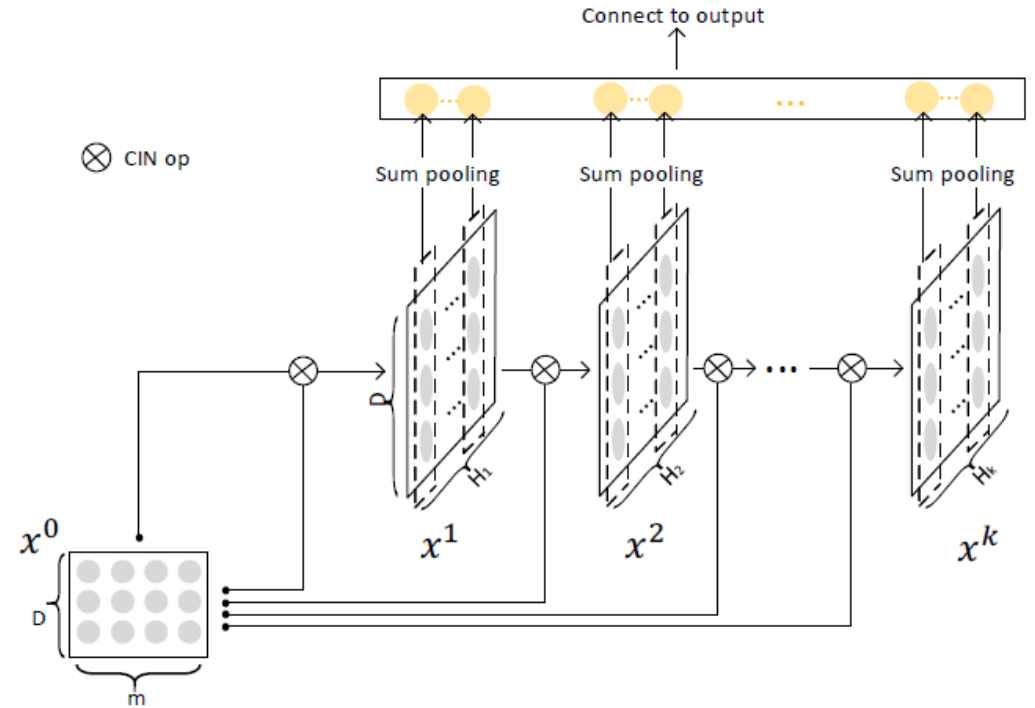 Connect to output
... ... ... ...
CIN op
Sum pooling Sum pooling Sum pooling
D
...
H₁ H₂ Hₖ
x⁰ x¹ x² xᵏ
D
m